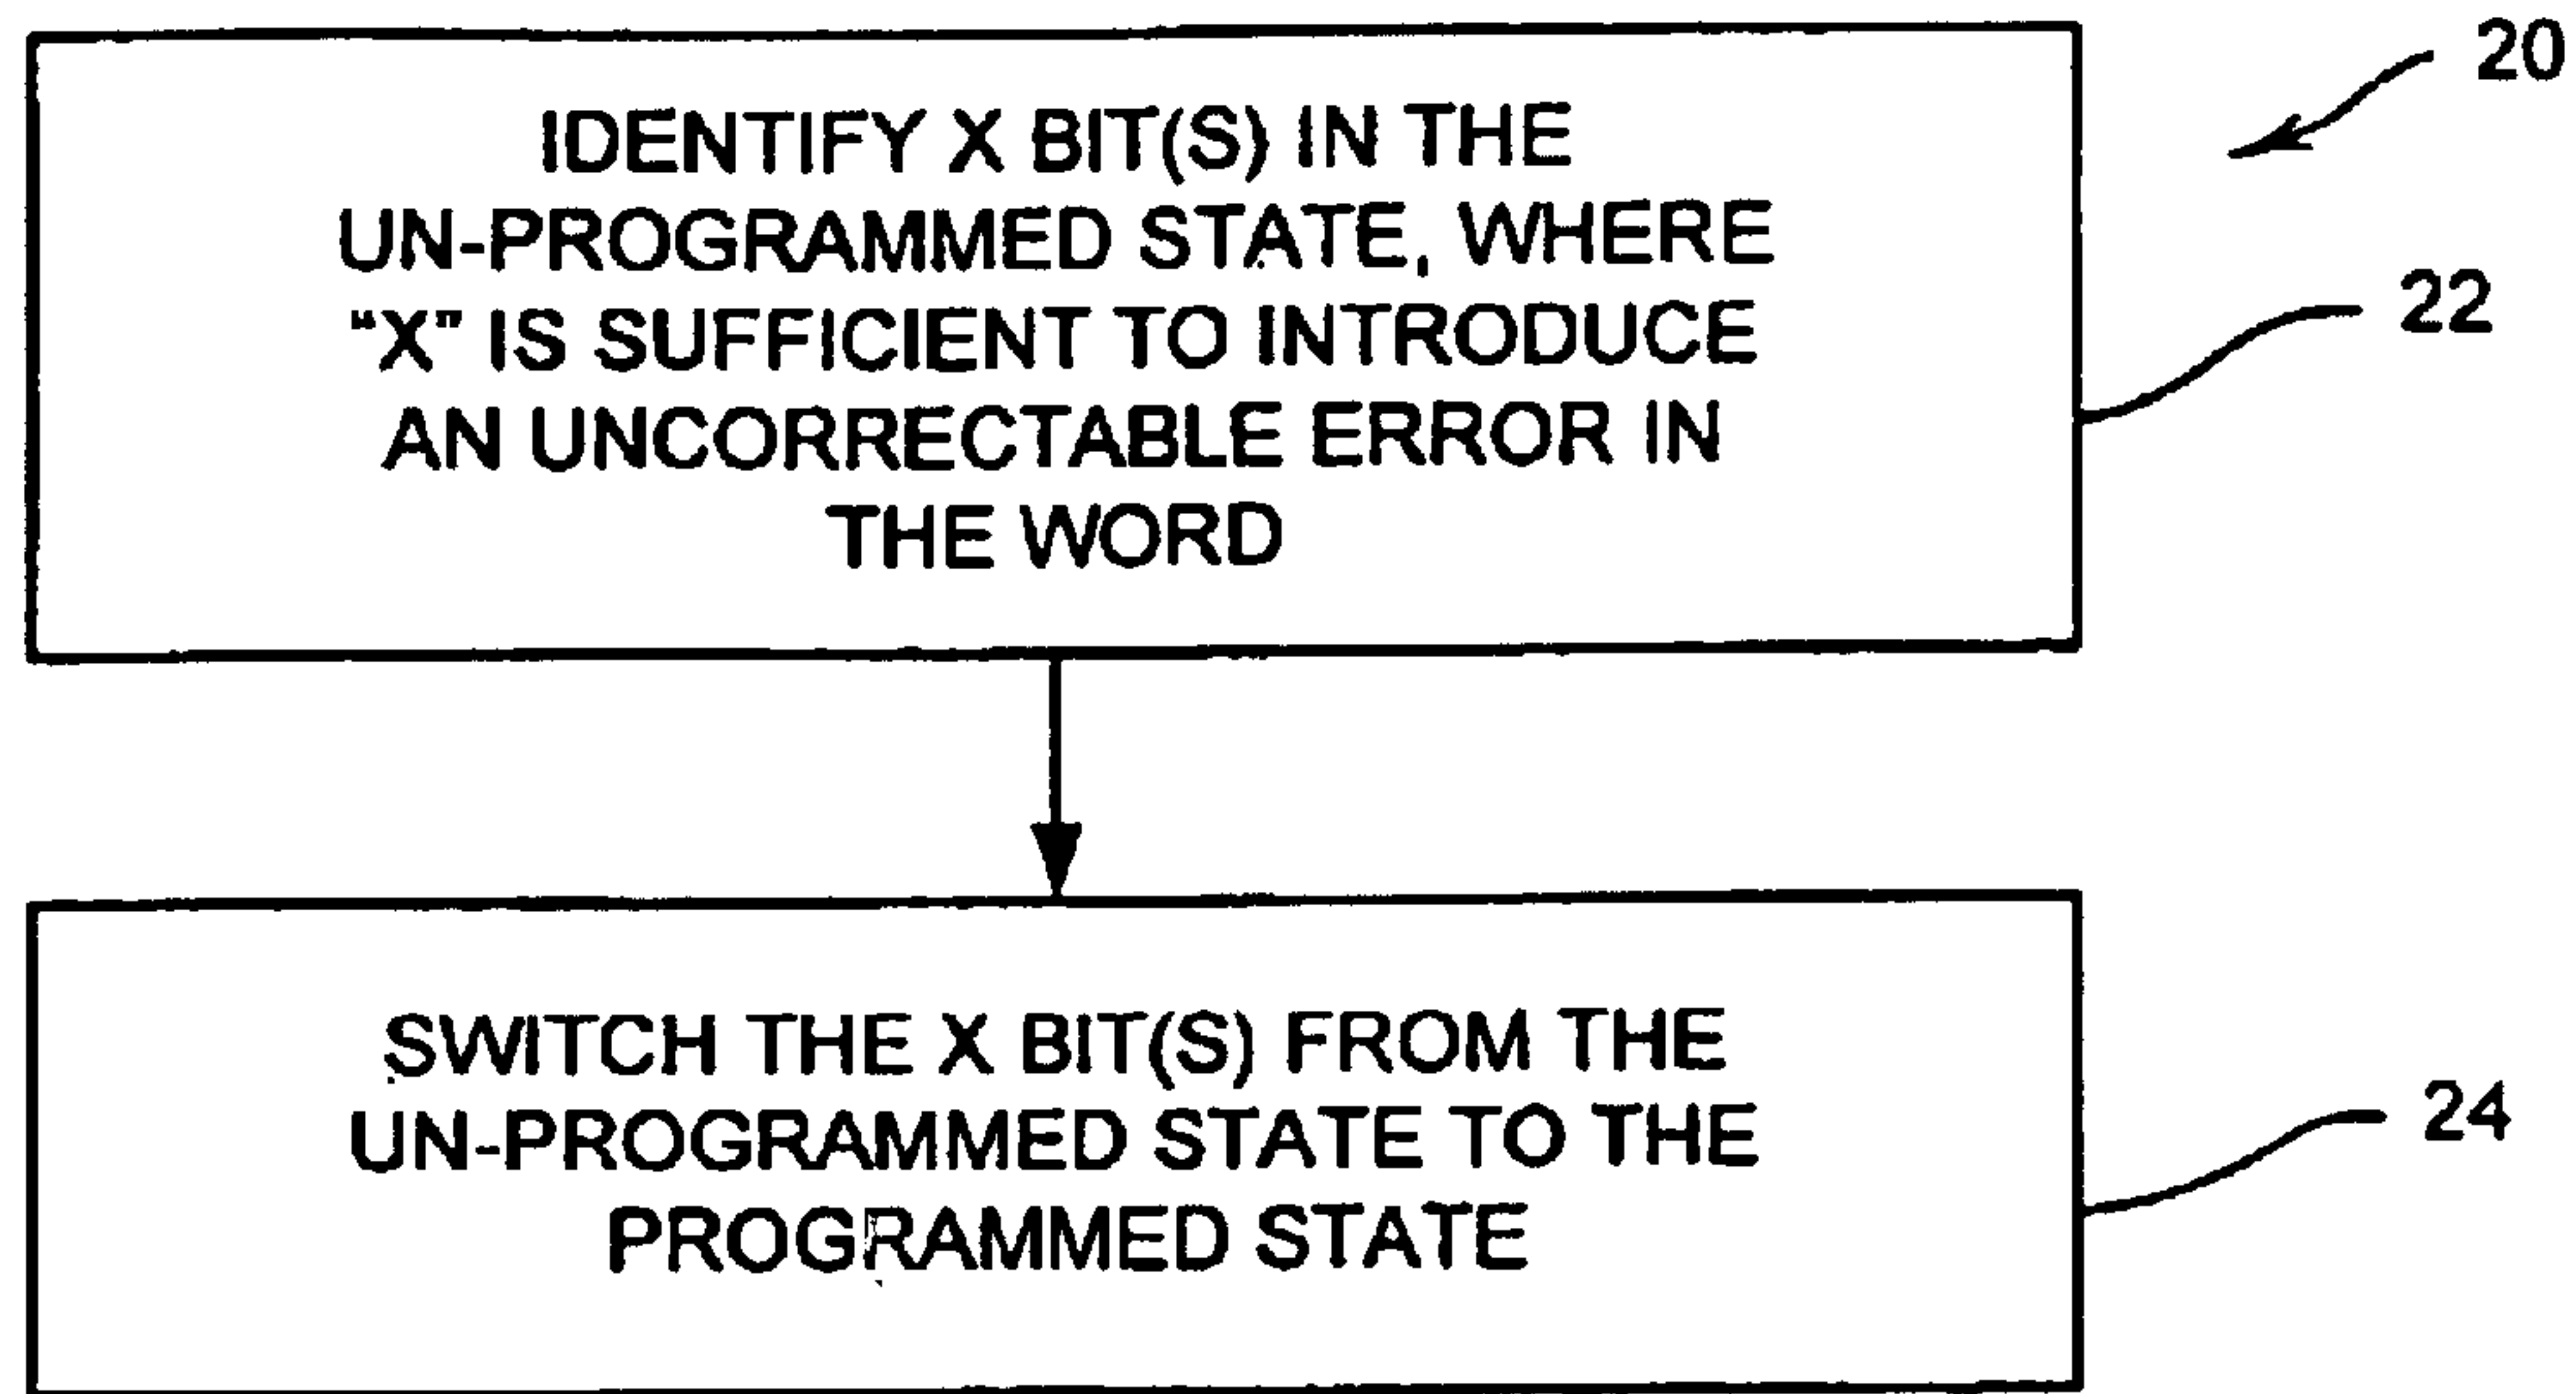 20
IDENTIFY X BIT(S) IN THE
UN-PROGRAMMED STATE, WHERE
"X" IS SUFFICIENT TO INTRODUCE
AN UNCORRECTABLE ERROR IN
THE WORD
22
SWITCH THE X BIT(S) FROM THE
UN-PROGRAMMED STATE TO THE
PROGRAMMED STATE
24